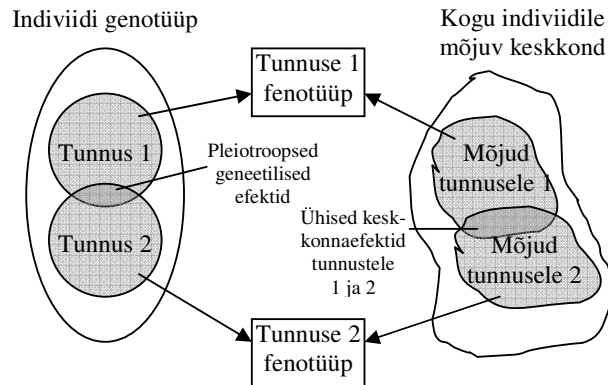 Indiviidi genotüüp
Kogu indiviidile
mõjuv keskkond
Tunnuse 1
fenotüüp
Tunnus 1
Pleiotroopsed
geneetilised
efektid
Mõjud
tunnusele 1
Tunnus 2
Ühised kesk-
konnaefektid
tunnustele
1 ja 2
Mõjud
tunnusele 2
Tunnuse 2
fenotüüp